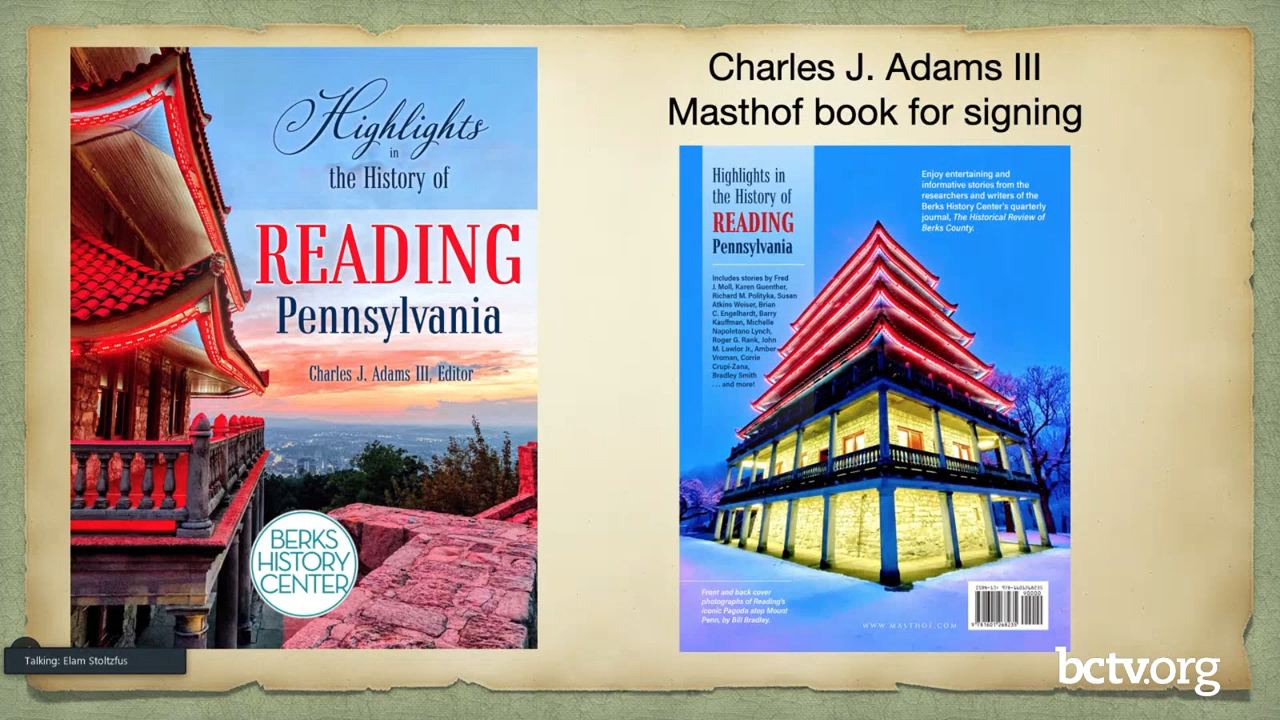 Highlights
in
the History of
READING
Pennsylvania
Charles J. Adams III, Editor
BERKS
HISTORY
CENTER
Talking: Elam Stoltzfus
Charles J. Adams III
Masthof book for signing
Highlights in
the History of
READING
Pennsylvania
Includes stories by Fred
J. Moll, Karen Guenther,
Richard M. Polityka, Susan
Atkins Weiser, Brian
C. Engelhardt, Barry
Kauffman, Michelle
Napoletano Lynch,
Roger G. Rank, John
M. Lawlor Jr., Amber
Vroman, Corrie
Crupi-Zana,
Bradley Smith
. . . and more!
Enjoy entertaining and
informative stories from the
researchers and writers of the
Berks History Center's quarterly
journal, The Historical Review of
Berks County.
Front and back cover
photographs of Reading's
iconic Pagoda atop Mount
Penn, by Bill Bradley.
WWW.MASTHOF.COM
90000
bctv.org